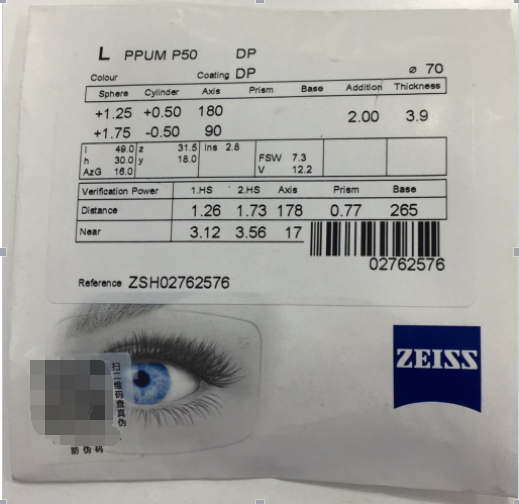 L PPUM P50 DP
Colour Coating DP ø 70
Sphere Cylinder Axis Prism Base Addition Thickness
+1.25 +0.50 180 2.00 3.9
+1.75 -0.50 90
i 49.0 z 31.5 ins 2.8
h 30.0 y 18.0 FSW 7.3
AzG 16.0 V 12.2
Verification Power 1.HS 2.HS Axis Prism Base
Distance 1.26 1.73 178 0.77 265
Near 3.12 3.56 17
02762576
Reference ZSH02762576
ZEISS
扫二维码查真伪
防伪码